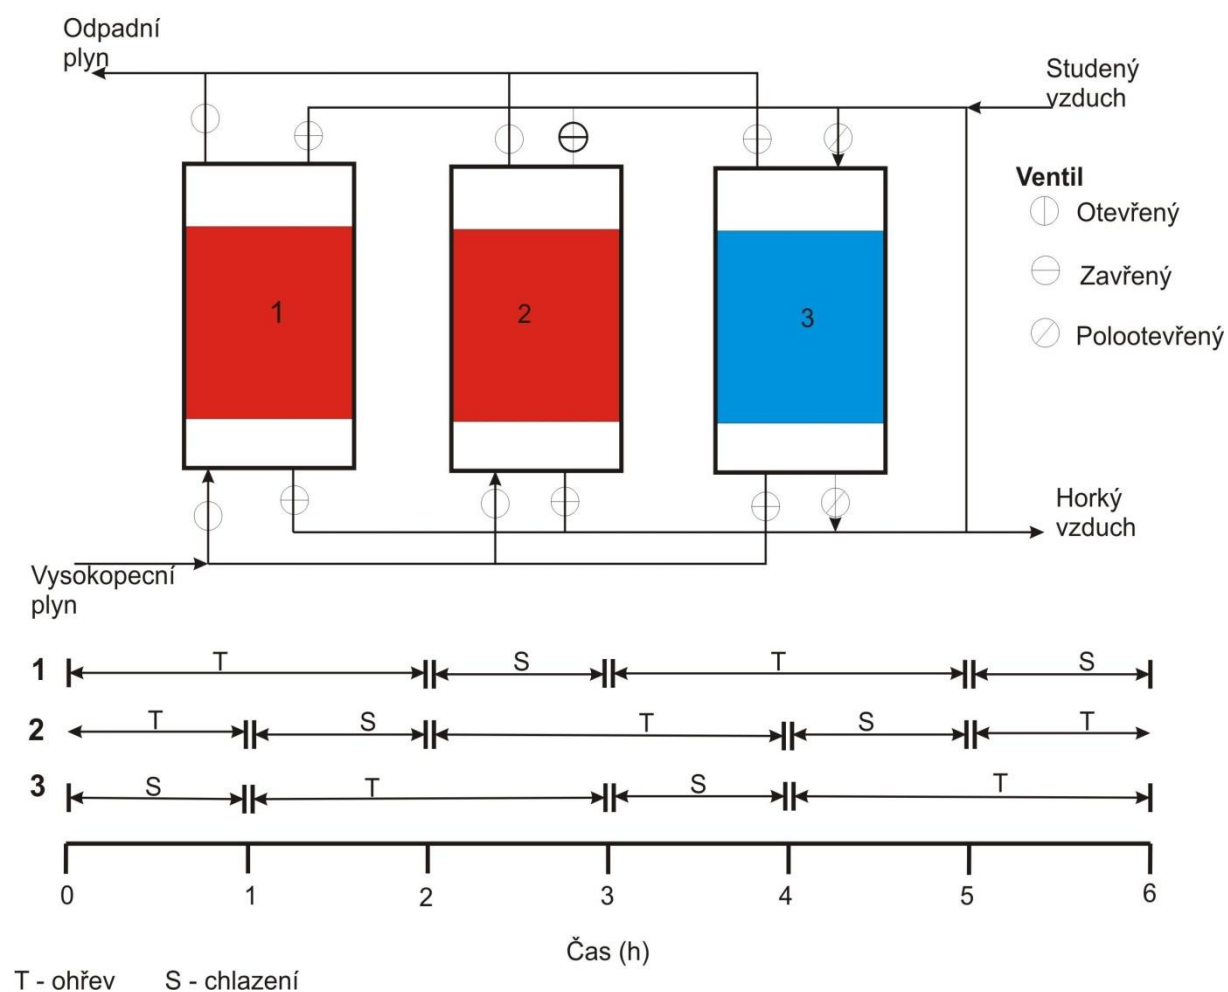 Odpadní
plyn
Studený
vzduch
Ventil
Otevřený
Zavřený
Polootevřený
1
2
3
Horký
vzduch
Vysokopecní
plyn
1 T S T S
2 T S T S T
3 S T S T
0 1 2 3 4 5 6
Čas (h)
T - ohřev S - chlazení